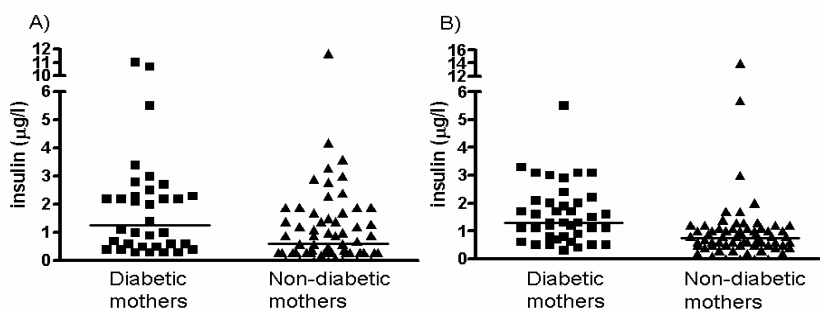 A)
insulin (µg/l)
12
11
10
6
5
4
3
2
1
0
Diabetic
mothers
Non-diabetic
mothers
B)
insulin (µg/l)
16
14
12
6
5
4
3
2
1
0
Diabetic
mothers
Non-diabetic
mothers